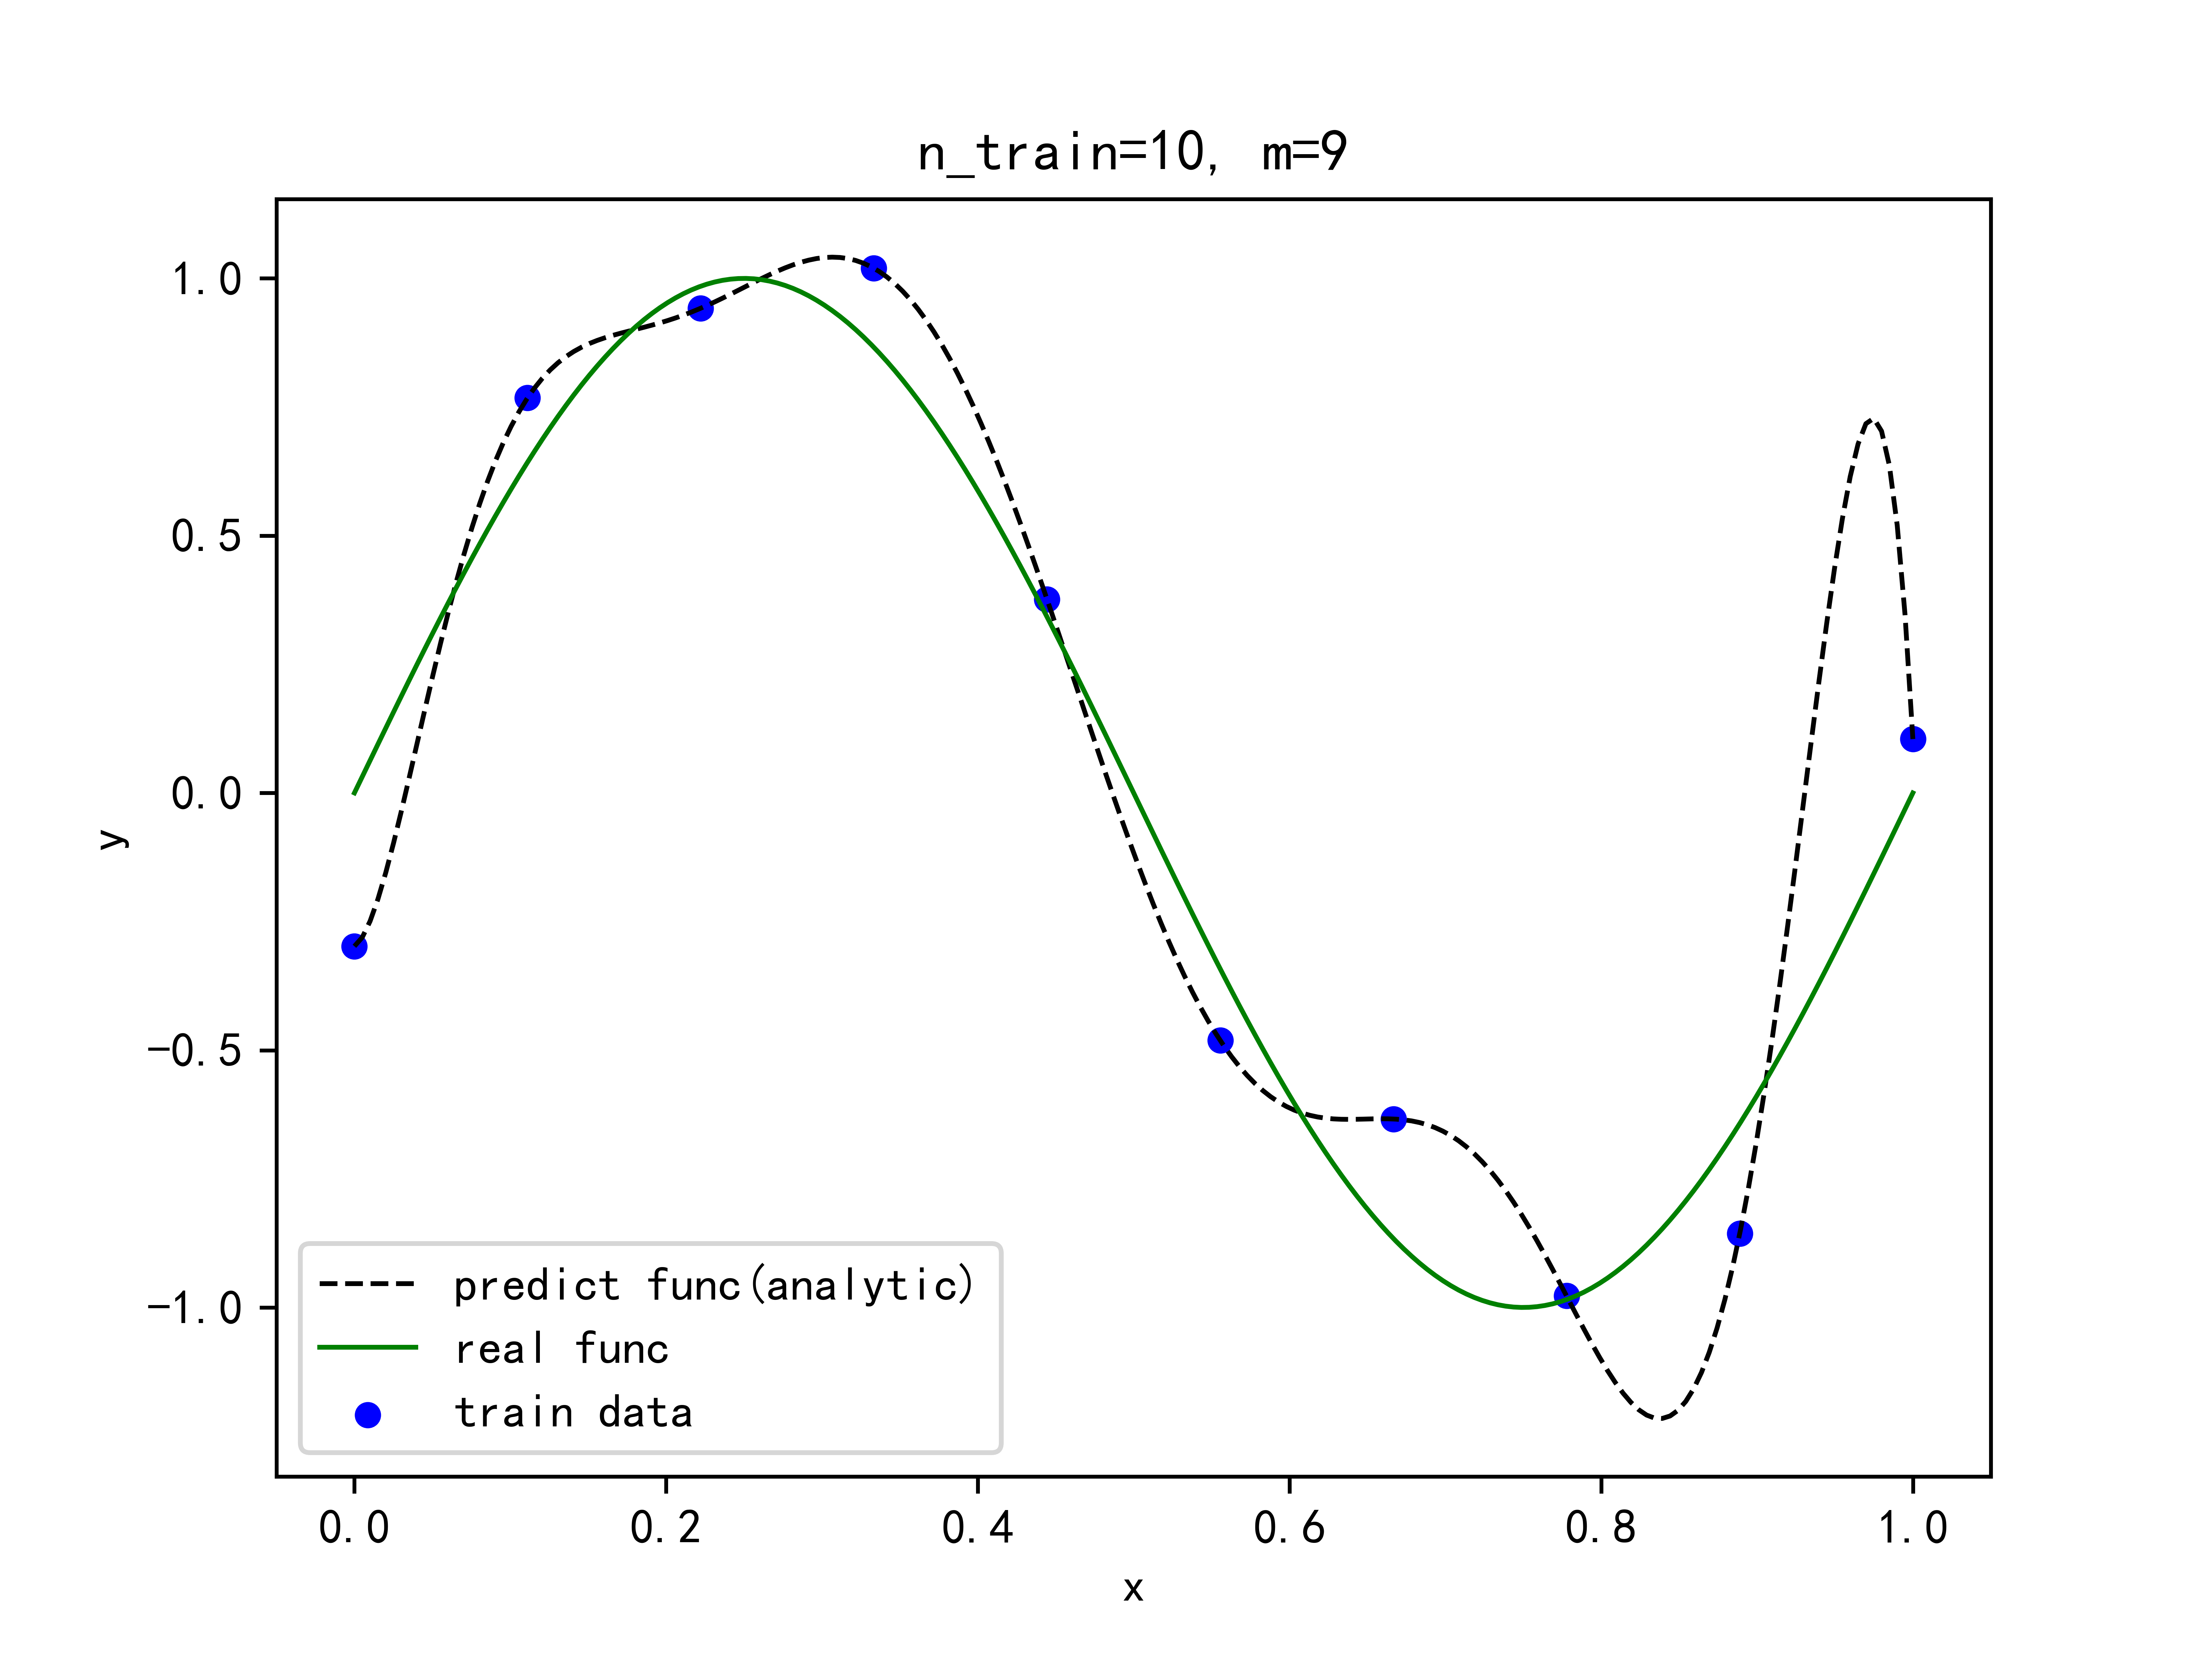 n_train=10, m=9
1.0
0.5
0.0
−0.5
−1.0
y
predict func(analytic)
real func
train data
0.0 0.2 0.4 0.6 0.8 1.0
x